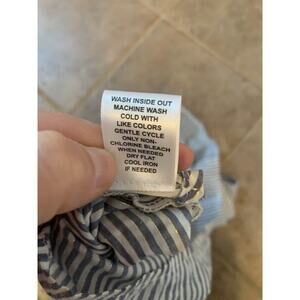 WASH INSIDE OUT
MACHINE WASH
COLD WITH
LIKE COLORS
GENTLE CYCLE
ONLY NON-
CHLORINE BLEACH
WHEN NEEDED
DRY FLAT
COOL IRON
IF NEEDED